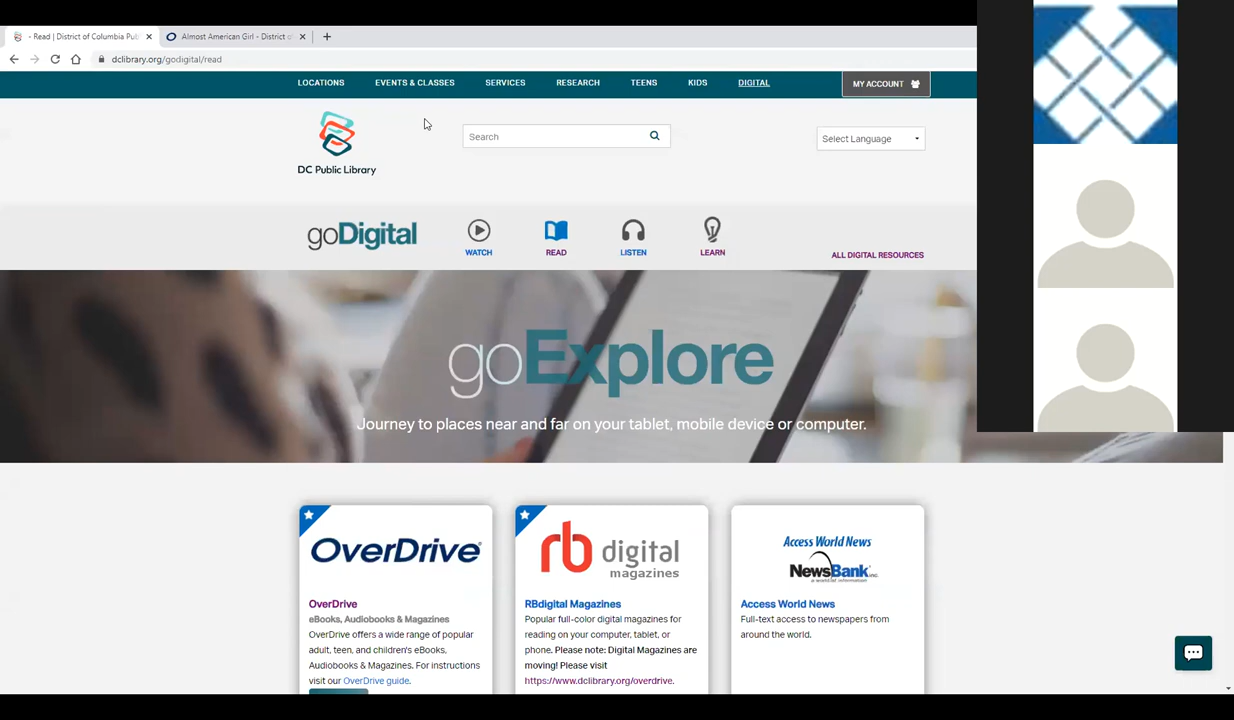 - Read | District of Columbia Pub
Almost American Girl - District o
dclibrary.org/godigital/read
LOCATIONS EVENTS & CLASSES SERVICES RESEARCH TEENS KIDS DIGITAL MY ACCOUNT
Search
Select Language
DC Public Library
goDigital
WATCH READ LISTEN LEARN
ALL DIGITAL RESOURCES
goExplore
Journey to places near and far on your tablet, mobile device or computer.
OverDrive
OverDrive
eBooks, Audiobooks & Magazines
OverDrive offers a wide range of popular
adult, teen, and children's eBooks,
Audiobooks & Magazines. For instructions
visit our OverDrive guide.
rb digital
magazines
RBdigital Magazines
Popular full-color digital magazines for
reading on your computer, tablet, or
phone. Please note: Digital Magazines are
moving! Please visit
https://www.dclibrary.org/overdrive.
Access World News
NewsBank inc.
Access World News
Full-text access to newspapers from
around the world.